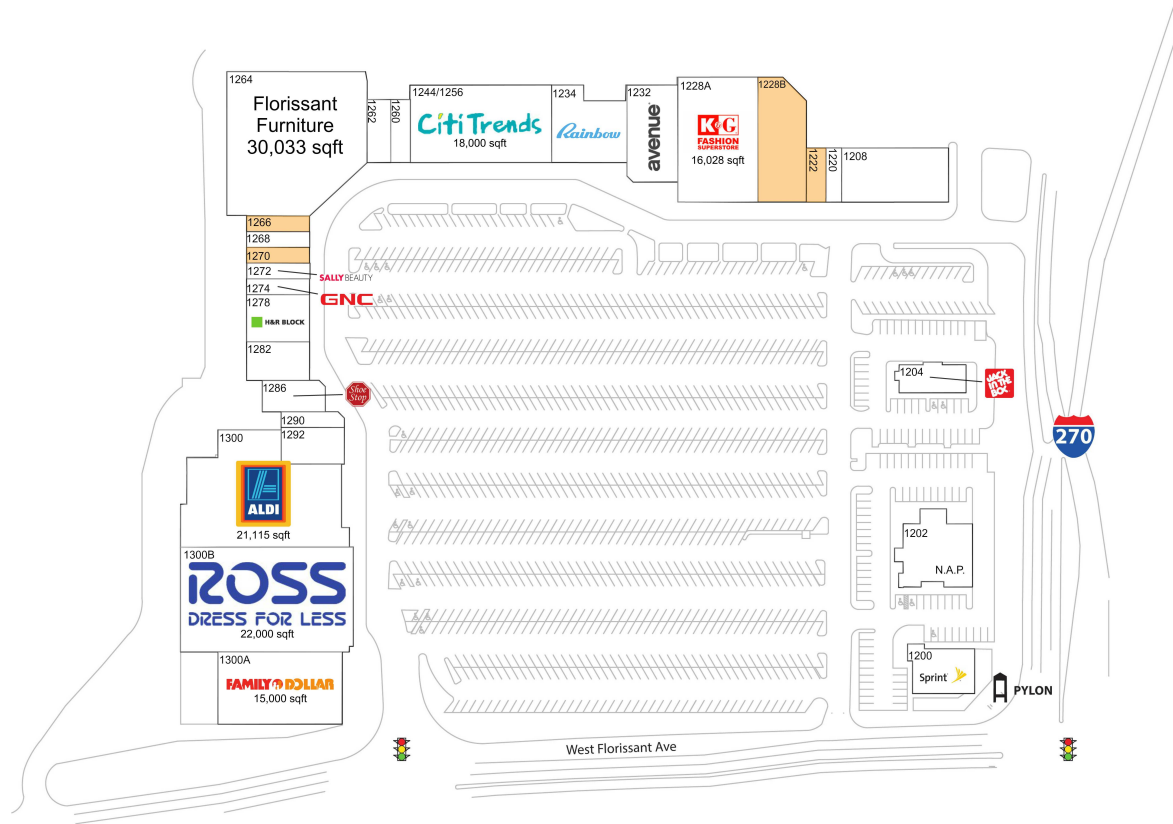 1264
Florissant
Furniture
30,033 sqft
1262
1260
1244/1256
Citi Trends
18,000 sqft
1234
Rainbow
1232
avenue
1228A
K&G
FASHION
SUPERSTORE
16,028 sqft
1228B
1222
1220
1208
1266
1268
1270
1272
SALLYBEAUTY
1274
GNC
1278
H&R BLOCK
1282
1286
Shoe
Stop
1290
1292
1300
ALDI
21,115 sqft
1300B
ROSS
DRESS FOR LESS
22,000 sqft
1300A
FAMILY DOLLAR
15,000 sqft
1204
JACK
IN THE
BOX
270
1202
N.A.P.
1200
Sprint
PYLON
West Florissant Ave